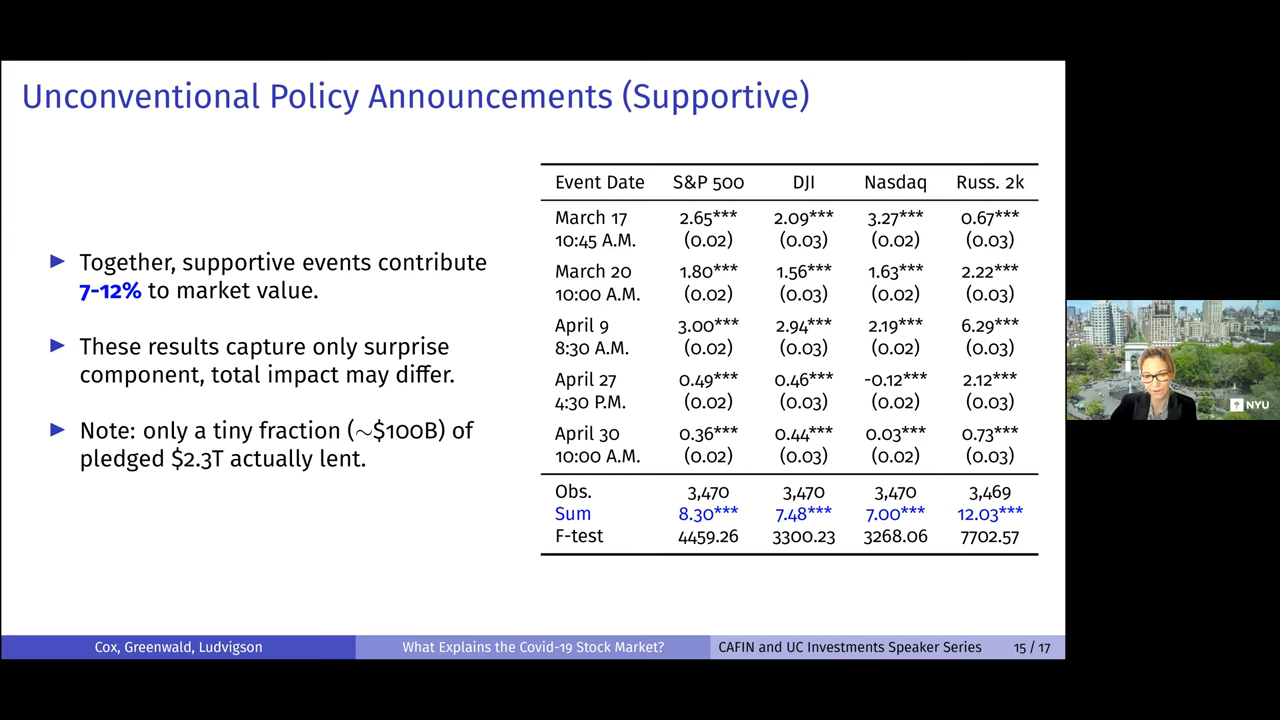 Unconventional Policy Announcements (Supportive)
► Together, supportive events contribute
7-12% to market value.
► These results capture only surprise
component, total impact may differ.
► Note: only a tiny fraction (∼$100B) of
pledged $2.3T actually lent.
Event Date S&P 500 DJI Nasdaq Russ. 2k
March 17 2.65*** 2.09*** 3.27*** 0.67***
10:45 A.M. (0.02) (0.03) (0.02) (0.03)
March 20 1.80*** 1.56*** 1.63*** 2.22***
10:00 A.M. (0.02) (0.03) (0.02) (0.03)
April 9 3.00*** 2.94*** 2.19*** 6.29***
8:30 A.M. (0.02) (0.03) (0.02) (0.03)
April 27 0.49*** 0.46*** -0.12*** 2.12***
4:30 P.M. (0.02) (0.03) (0.02) (0.03)
April 30 0.36*** 0.44*** 0.03*** 0.73***
10:00 A.M. (0.02) (0.03) (0.02) (0.03)
Obs. 3,470 3,470 3,470 3,469
Sum 8.30*** 7.48*** 7.00*** 12.03***
F-test 4459.26 3300.23 3268.06 7702.57
NYU
Cox, Greenwald, Ludvigson What Explains the Covid-19 Stock Market? CAFIN and UC Investments Speaker Series 15 / 17